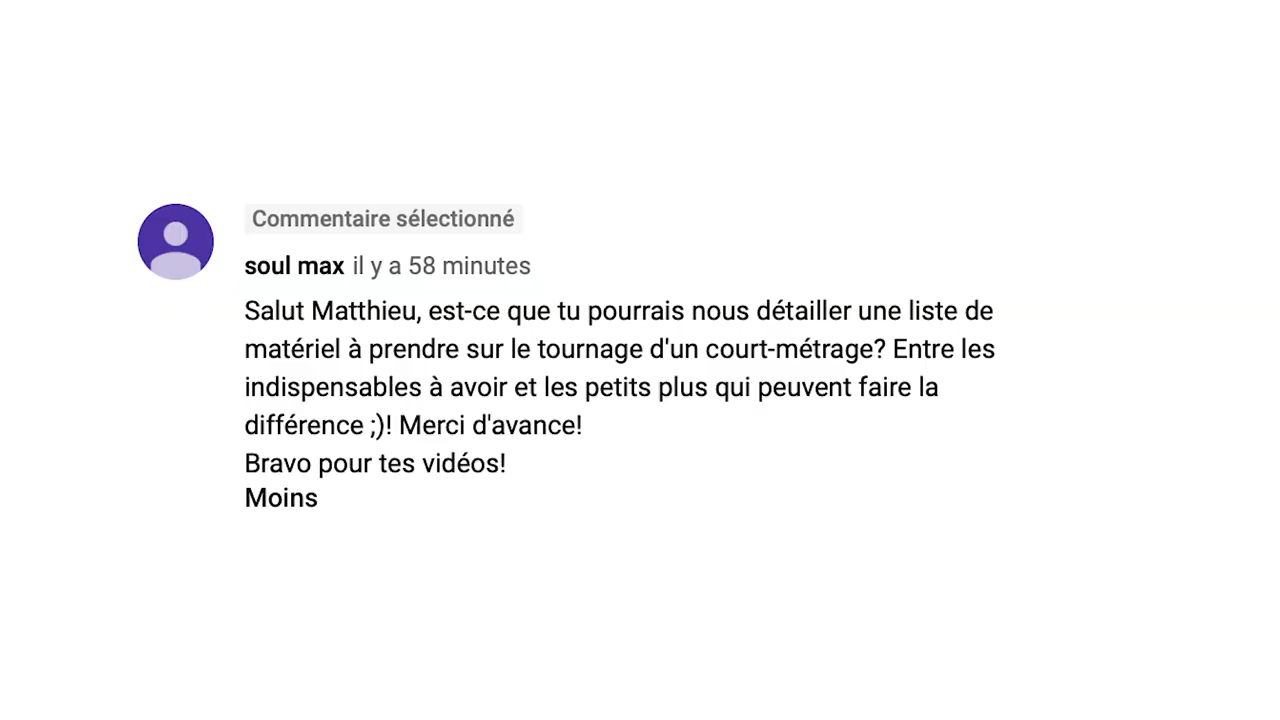 Commentaire sélectionné
soul max il y a 58 minutes
Salut Matthieu, est-ce que tu pourrais nous détailler une liste de
matériel à prendre sur le tournage d'un court-métrage? Entre les
indispensables à avoir et les petits plus qui peuvent faire la
différence ;)! Merci d'avance!
Bravo pour tes vidéos!
Moins